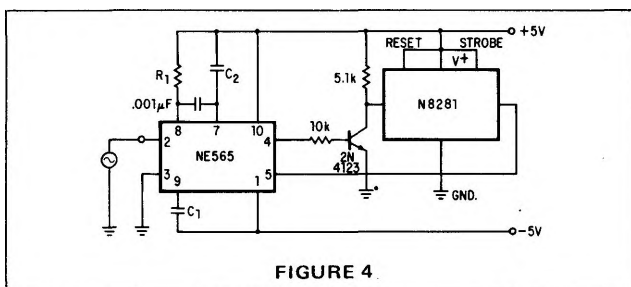 +5V
RESET STROBE
V+
R1
C2
5.1k
.001μF
N8281
8 7 10
2 4 10k
NE565
3 5
2N
4123
9 1
GND.
C1
-5V
FIGURE 4